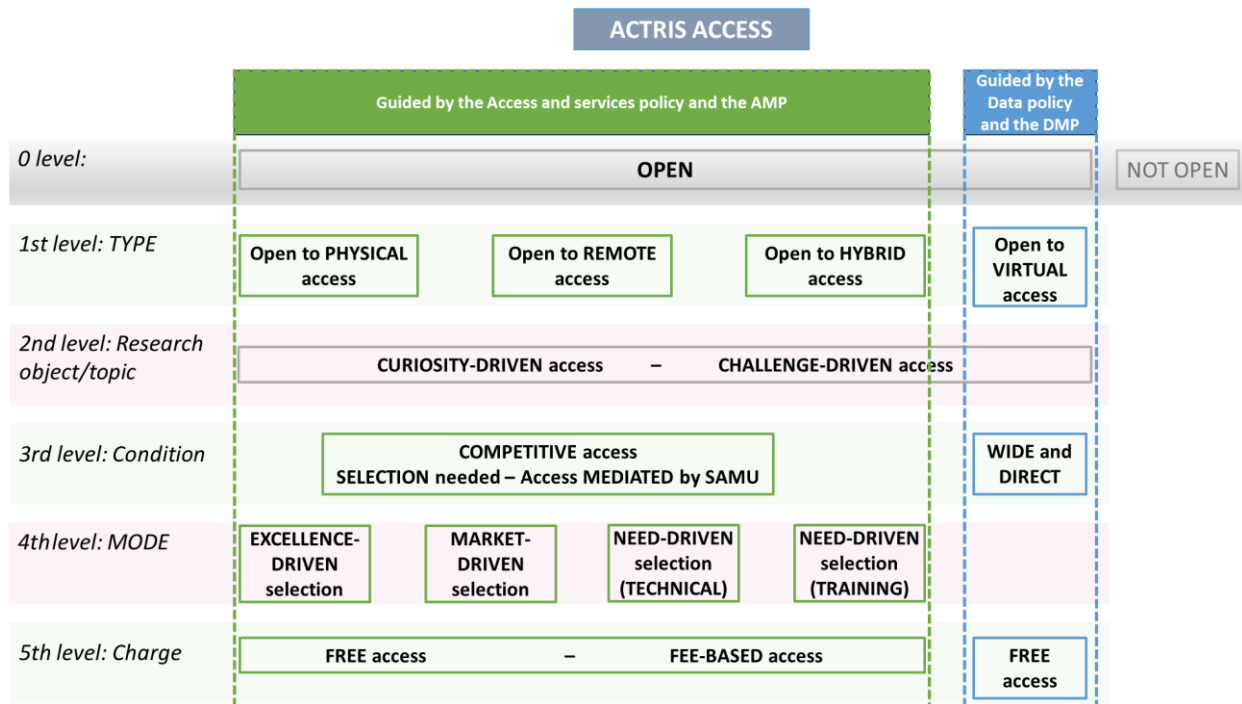 ACTRIS ACCESS
Guided by the Access and services policy and the AMP
Guided by the
Data policy
and the DMP
0 level:
OPEN
NOT OPEN
1st level: TYPE
Open to PHYSICAL
access
Open to REMOTE
access
Open to HYBRID
access
Open to
VIRTUAL
access
2nd level: Research
object/topic
CURIOSITY-DRIVEN access – CHALLENGE-DRIVEN access
3rd level: Condition
COMPETITIVE access
SELECTION needed – Access MEDIATED by SAMU
WIDE and
DIRECT
4th level: MODE
EXCELLENCE-
DRIVEN
selection
MARKET-
DRIVEN
selection
NEED-DRIVEN
selection
(TECHNICAL)
NEED-DRIVEN
selection
(TRAINING)
5th level: Charge
FREE access – FEE-BASED access
FREE
access